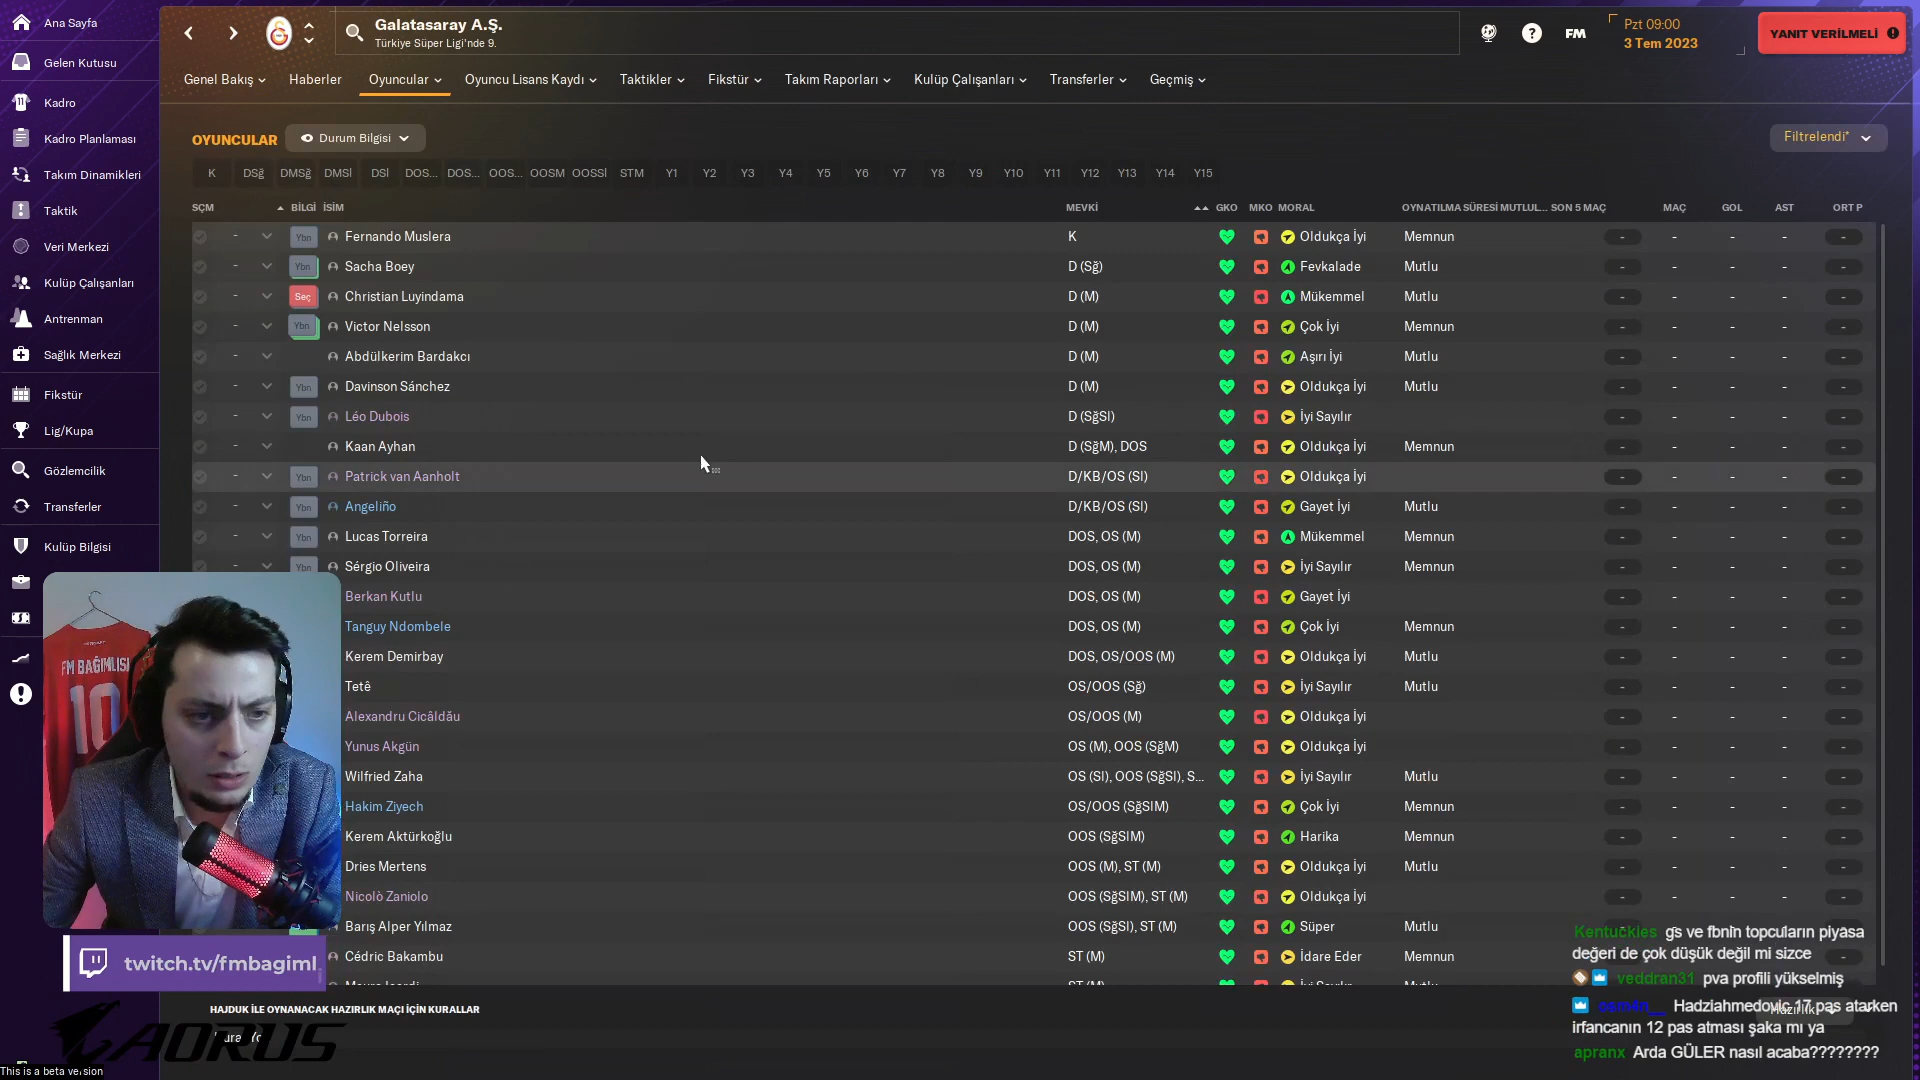 Ana Sayfa
Gelen Kutusu
Kadro
Kadro Planlaması
Takım Dinamikleri
Taktik
Veri Merkezi
Kulüp Çalışanları
Antrenman
Sağlık Merkezi
Fikstür
Lig/Kupa
Gözlemcilik
Transferler
Kulüp Bilgisi
Galatasaray A.Ş.
Türkiye Süper Ligi'nde 9.
FM
Pzt 09:00
3 Tem 2023
YANIT VERİLMELİ
Genel Bakış Haberler Oyuncular Oyuncu Lisans Kaydı Taktikler Fikstür Takım Raporları Kulüp Çalışanları Transferler Geçmiş
OYUNCULAR Durum Bilgisi Filtrelendi*
K DSğ DMSğ DMSl DSl DOS... DOS... OOS... OOSM OOSSl STM Y1 Y2 Y3 Y4 Y5 Y6 Y7 Y8 Y9 Y10 Y11 Y12 Y13 Y14 Y15
SÇM BİLGİ İSİM MEVKİ GKO MKO MORAL OYNATILMA SÜRESİ MUTLUL... SON 5 MAÇ MAÇ GOL AST ORT P
- Ybn Fernando Muslera K Oldukça İyi Memnun - - - - -
- Ybn Sacha Boey D (Sğ) Fevkalade Mutlu - - - - -
- Seç Christian Luyindama D (M) Mükemmel Mutlu - - - - -
- Ybn Victor Nelsson D (M) Çok İyi Memnun - - - - -
- Abdülkerim Bardakcı D (M) Aşırı İyi Mutlu - - - - -
- Ybn Davinson Sánchez D (M) Oldukça İyi Mutlu - - - - -
- Ybn Léo Dubois D (SğSl) İyi Sayılır - - - - -
- Kaan Ayhan D (SğM), DOS Oldukça İyi Memnun - - - - -
- Ybn Patrick van Aanholt D/KB/OS (Sl) Oldukça İyi - - - - -
- Ybn Angeliño D/KB/OS (Sl) Gayet İyi Mutlu - - - - -
- Ybn Lucas Torreira DOS, OS (M) Mükemmel Memnun - - - - -
- Ybn Sérgio Oliveira DOS, OS (M) İyi Sayılır Memnun - - - - -
Berkan Kutlu DOS, OS (M) Gayet İyi - - - - -
Tanguy Ndombele DOS, OS (M) Çok İyi Memnun - - - - -
Kerem Demirbay DOS, OS/OOS (M) Oldukça İyi Mutlu - - - - -
Tetê OS/OOS (Sğ) İyi Sayılır Mutlu - - - - -
Alexandru Cicâldău OS/OOS (M) Oldukça İyi - - - - -
Yunus Akgün OS (M), OOS (SğM) Oldukça İyi - - - - -
Wilfried Zaha OS (Sl), OOS (SğSl), S... İyi Sayılır Mutlu - - - - -
Hakim Ziyech OS/OOS (SğSlM) Çok İyi Memnun - - - - -
Kerem Aktürkoğlu OOS (SğSlM) Harika Memnun - - - - -
Dries Mertens OOS (M), ST (M) Oldukça İyi Mutlu - - - - -
Nicolò Zaniolo OOS (SğSlM), ST (M) Oldukça İyi - - - - -
Barış Alper Yılmaz OOS (SğSl), ST (M) Süper Mutlu - - - -
Cédric Bakambu ST (M) İdare Eder Memnun
FM BAĞIMLISI
10
twitch.tv/fmbagiml
Kentuckies gs ve fbnin topcuların piyasa
değeri de çok düşük değil mi sizce
veddran31 pva profili yükselmiş
Hadziahmedovic 17 pas atarken
irfancanın 12 pas atması şaka mı ya
apranx Arda GÜLER nasıl acaba????????
HAJDUK İLE OYNANACAK HAZIRLIK MAÇI İÇİN KURALLAR
Hazırlık
AORUS
This is a beta version